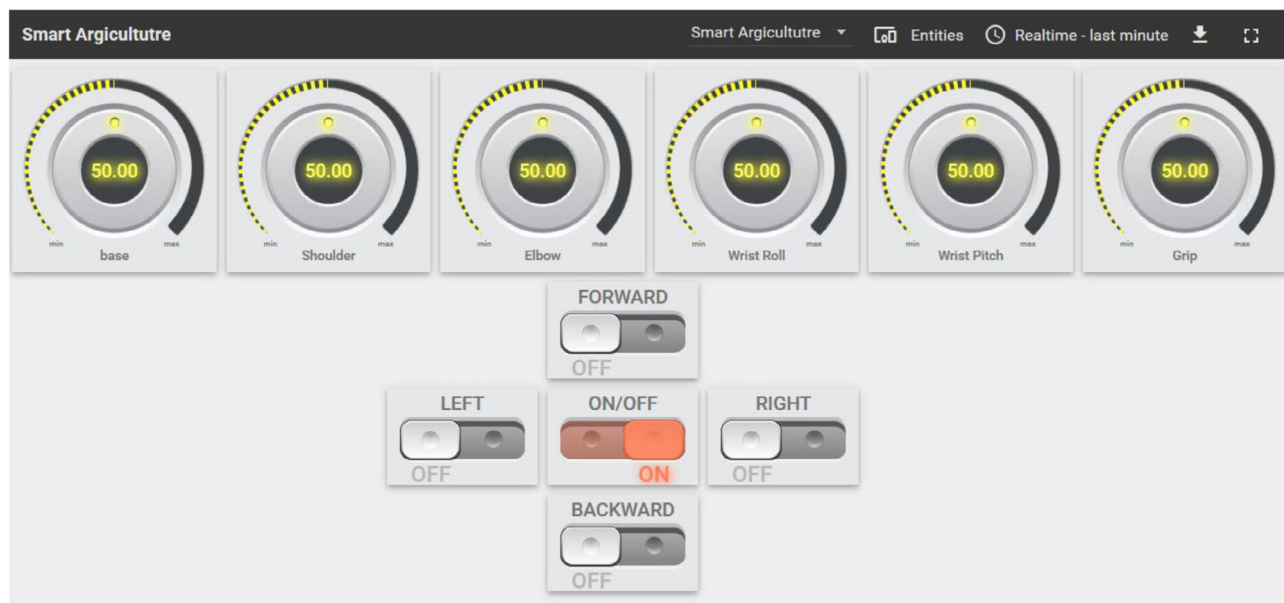 Smart Argicultutre
Smart Argicultutre Entities Realtime - last minute
50.00 50.00 50.00 50.00 50.00 50.00
min max min max min max min max min max min max
base Shoulder Elbow Wrist Roll Wrist Pitch Grip
FORWARD
OFF
LEFT ON/OFF RIGHT
OFF ON OFF
BACKWARD
OFF